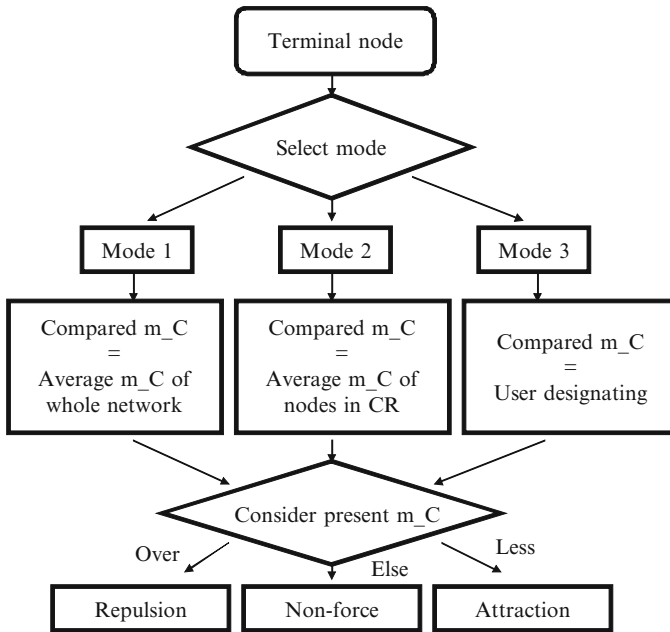 Terminal node
Select mode
Mode 1
Mode 2
Mode 3
Compared m_C
=
Average m_C of
whole network
Compared m_C
=
Average m_C of
nodes in CR
Compared m_C
=
User designating
Consider present m_C
Over
Else
Less
Repulsion
Non-force
Attraction